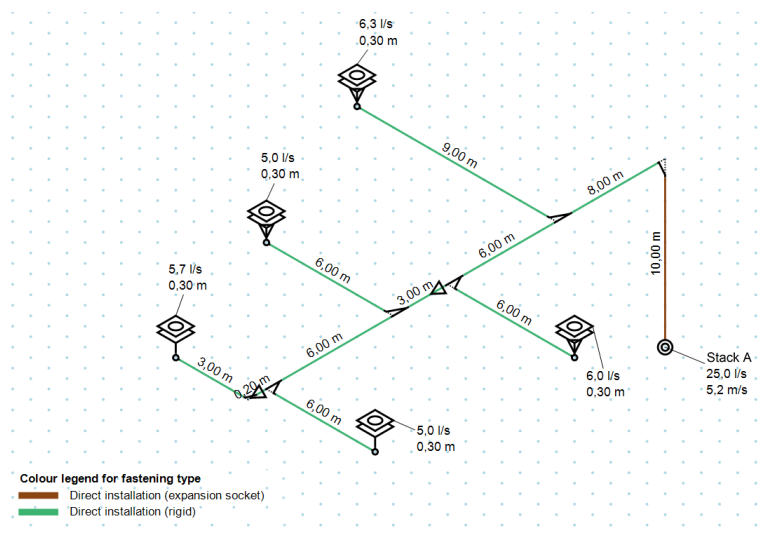 6,3 l/s
0,30 m
9,00 m
5,0 l/s
0,30 m
8,00 m
6,00 m
10,00 m
6,00 m
5,7 l/s
0,30 m
3,00 m
6,00 m
6,00 m
3,00 m
0,20 m
6,00 m
6,0 l/s
0,30 m
Stack A
25,0 l/s
5,2 m/s
5,0 l/s
0,30 m
Colour legend for fastening type
Direct installation (expansion socket)
Direct installation (rigid)